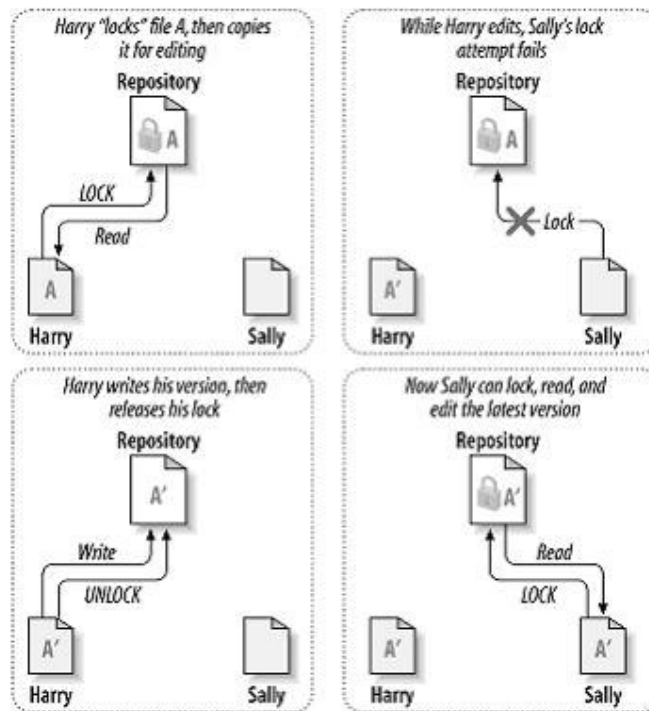 Harry “locks” file A, then copies
it for editing
Repository
A
LOCK
Read
A
Harry
Sally
While Harry edits, Sally’s lock
attempt fails
Repository
A
Lock
A’
Harry
Sally
Harry writes his version, then
releases his lock
Repository
A’
Write
UNLOCK
A’
Harry
Sally
Now Sally can lock, read, and
edit the latest version
Repository
A’
Read
LOCK
A’
A’
Harry
Sally